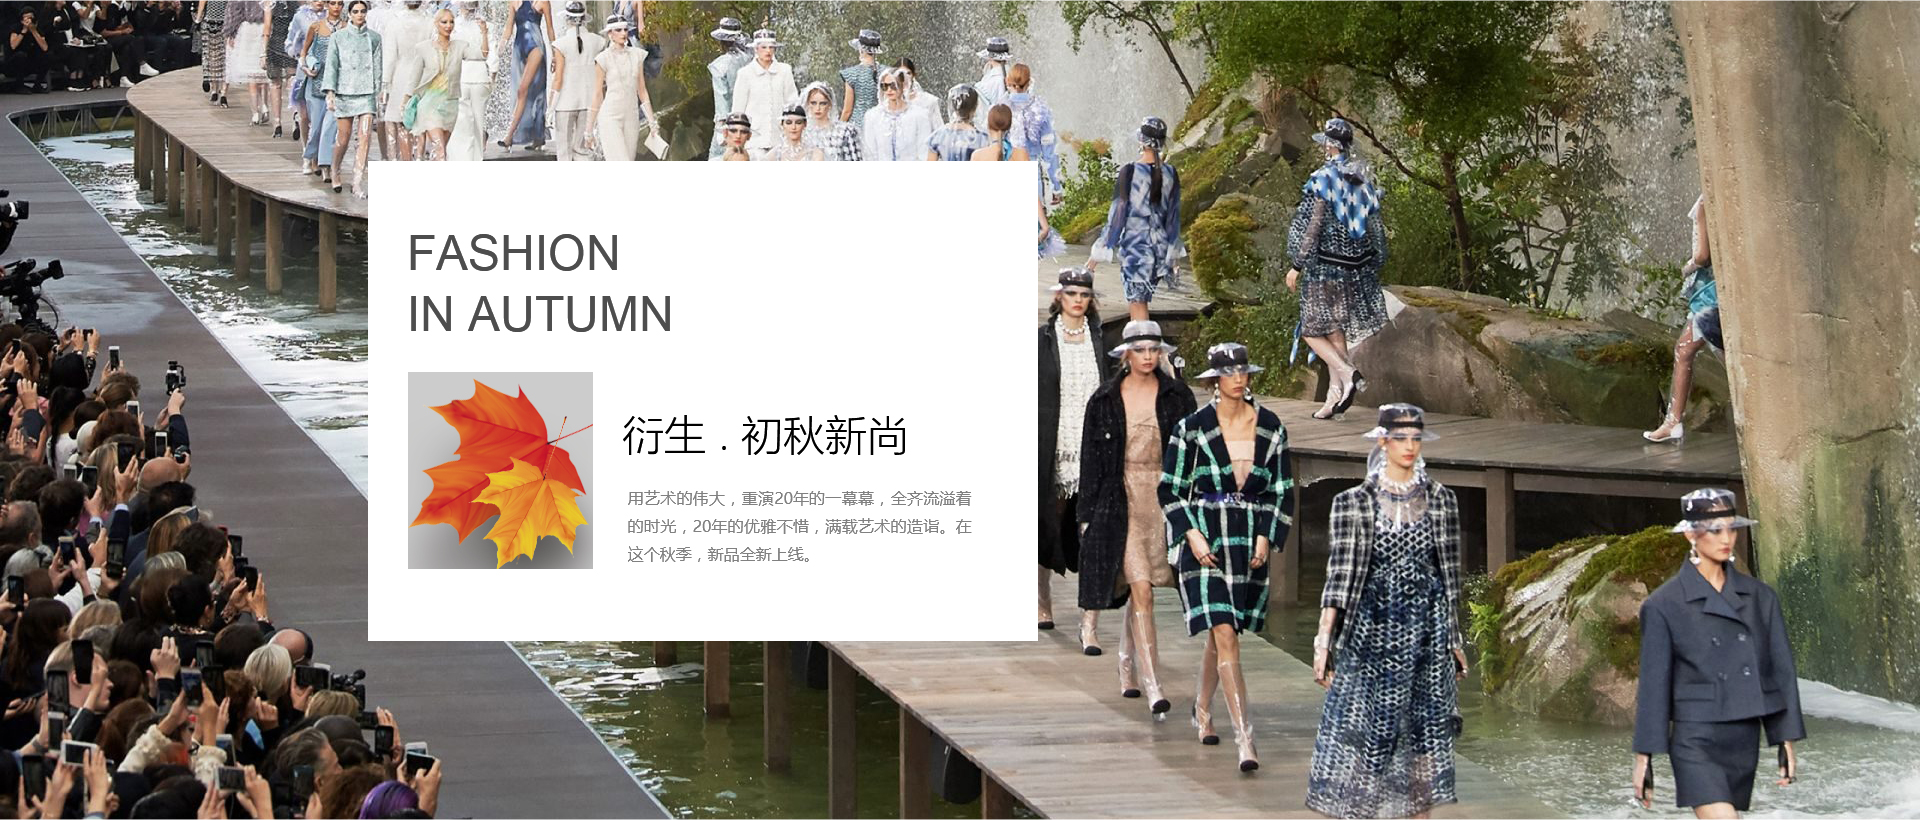 FASHION
IN AUTUMN
衍生 . 初秋新尚
用艺术的伟大，重演20年的一幕幕，全齐流溢着
的时光，20年的优雅不惜，满载艺术的造诣。在
这个秋季，新品全新上线。